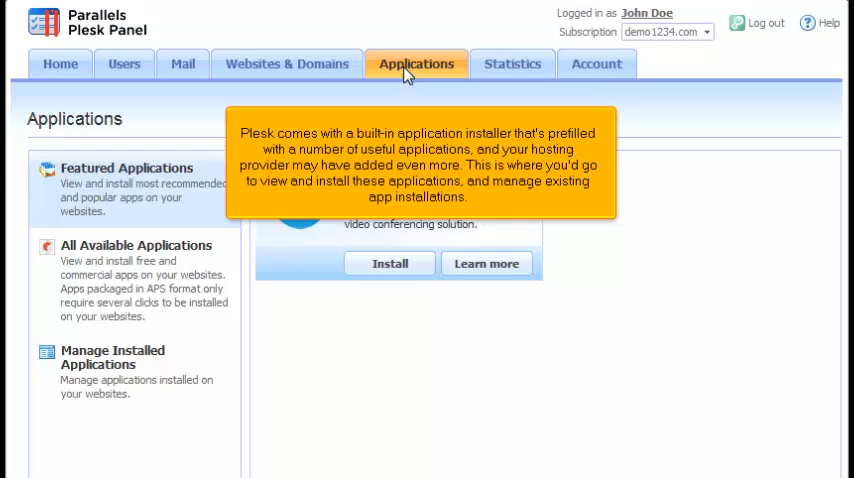 Parallels
Plesk Panel
Logged in as John Doe
Subscription demo1234.com
Log out
Help
Home
Users
Mail
Websites & Domains
Applications
Statistics
Account
Applications
Plesk comes with a built-in application installer that's prefilled
with a number of useful applications, and your hosting
provider may have added even more. This is where you'd go
to view and install these applications, and manage existing
app installations.
Featured Applications
View and install most recommended
and popular apps on your
websites.
All Available Applications
View and install free and
commercial apps on your websites.
Apps packaged in APS format only
require several clicks to be installed
on your websites.
Manage Installed
Applications
Manage applications installed on
your websites.
video conferencing solution.
Install
Learn more